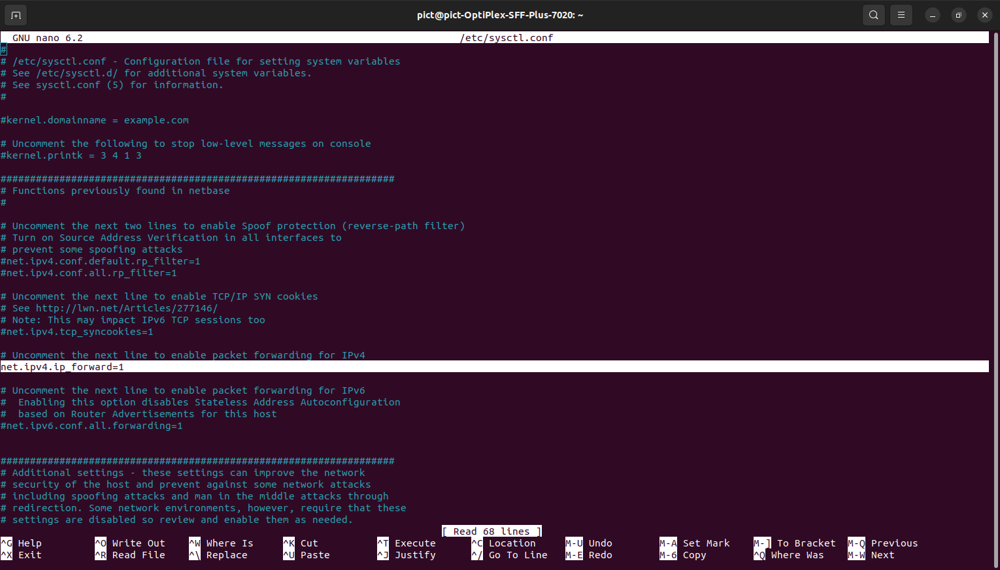 pict@pict-OptiPlex-SFF-Plus-7020: ~
GNU nano 6.2 /etc/sysctl.conf
#
# /etc/sysctl.conf - Configuration file for setting system variables
# See /etc/sysctl.d/ for additional system variables.
# See sysctl.conf (5) for information.
#
#kernel.domainname = example.com
# Uncomment the following to stop low-level messages on console
#kernel.printk = 3 4 1 3
###################################################################
# Functions previously found in netbase
#
# Uncomment the next two lines to enable Spoof protection (reverse-path filter)
# Turn on Source Address Verification in all interfaces to
# prevent some spoofing attacks
#net.ipv4.conf.default.rp_filter=1
#net.ipv4.conf.all.rp_filter=1
# Uncomment the next line to enable TCP/IP SYN cookies
# See http://lwn.net/Articles/277146/
# Note: This may impact IPv6 TCP sessions too
#net.ipv4.tcp_syncookies=1
# Uncomment the next line to enable packet forwarding for IPv4
net.ipv4.ip_forward=1
# Uncomment the next line to enable packet forwarding for IPv6
#  Enabling this option disables Stateless Address Autoconfiguration
#  based on Router Advertisements for this host
#net.ipv6.conf.all.forwarding=1
###################################################################
# Additional settings - these settings can improve the network
# security of the host and prevent against some network attacks
# including spoofing attacks and man in the middle attacks through
# redirection. Some network environments, however, require that these
# settings are disabled so review and enable them as needed.
[ Read 68 lines ]
^G Help ^O Write Out ^W Where Is ^K Cut ^T Execute ^C Location M-U Undo M-A Set Mark M-] To Bracket M-Q Previous
^X Exit ^R Read File ^\ Replace ^U Paste ^J Justify ^/ Go To Line M-E Redo M-6 Copy ^Q Where Was M-W Next